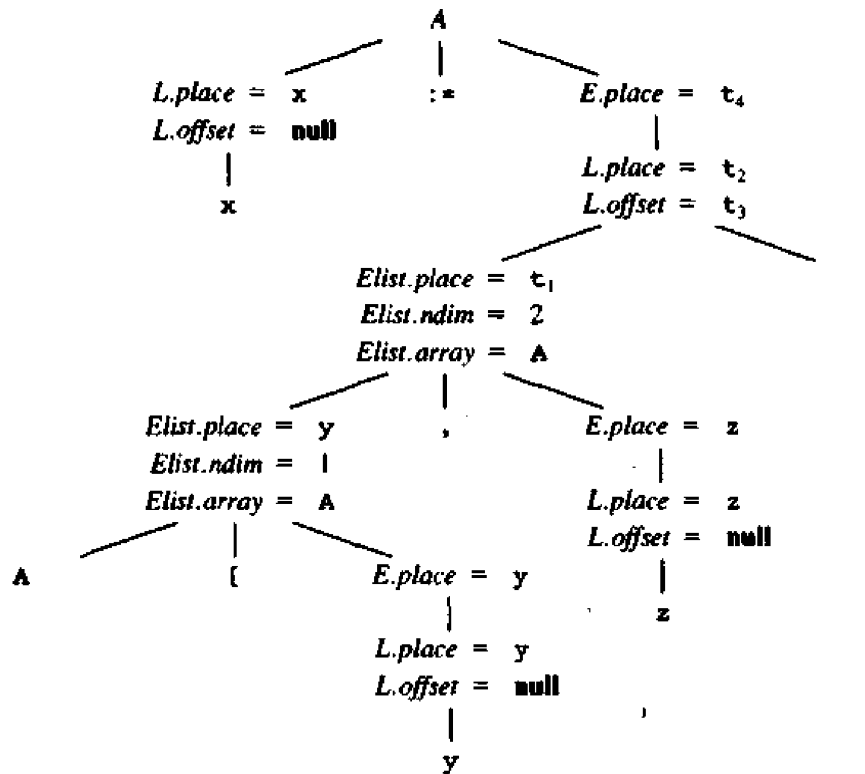 A
L.place = x := E.place = t₄
L.offset = null
L.place = t₂
x L.offset = t₃
Elist.place = t₁
Elist.ndim = 2
Elist.array = A
Elist.place = y , E.place = z
Elist.ndim = 1
Elist.array = A L.place = z
L.offset = null
A [ E.place = y
z
L.place = y
L.offset = null
y